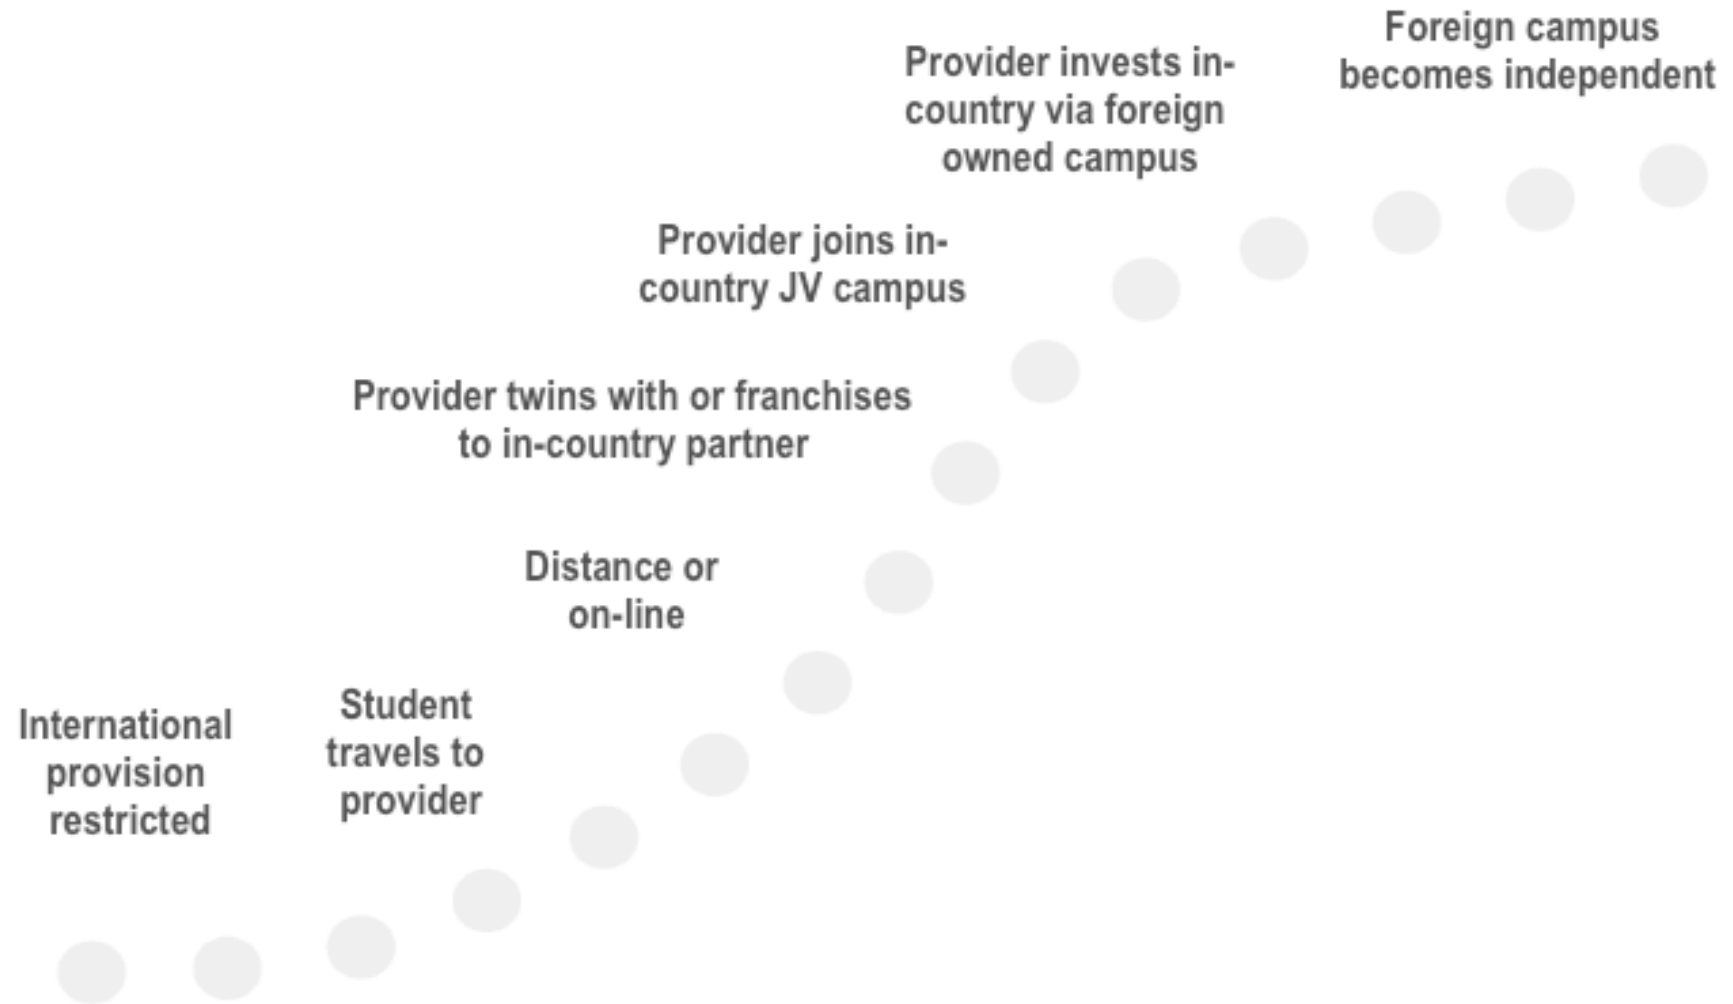 Foreign campus
becomes independent
Provider invests in-
country via foreign
owned campus
Provider joins in-
country JV campus
Provider twins with or franchises
to in-country partner
Distance or
on-line
Student
travels to
provider
International
provision
restricted